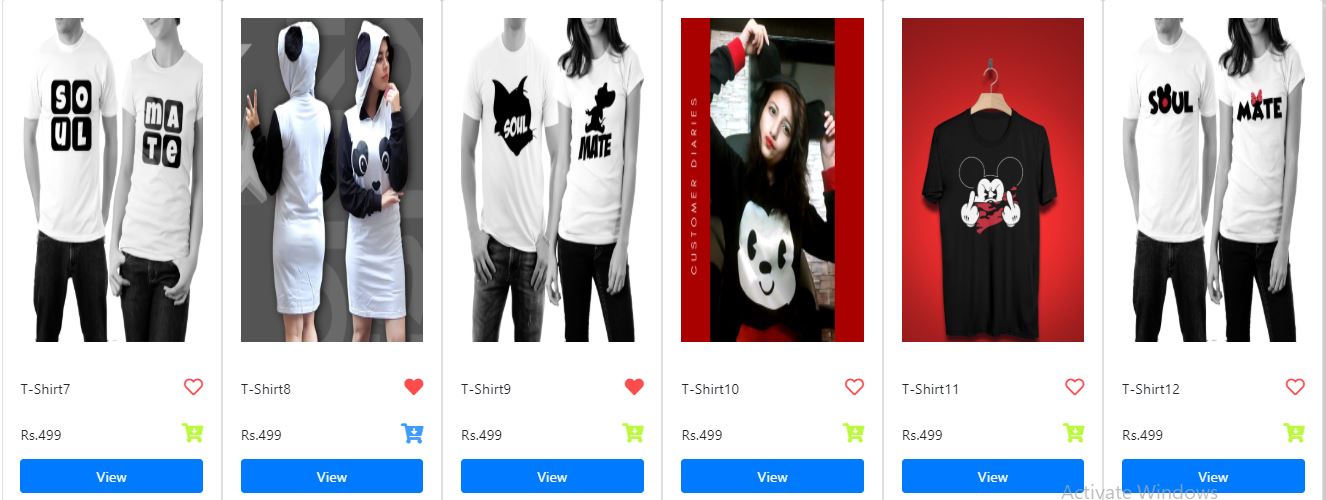 SO
UL
MA
Te
SOUL
MATE
CUSTOMER DIARIES
SOUL
MATE
T-Shirt7
T-Shirt8
T-Shirt9
T-Shirt10
T-Shirt11
T-Shirt12
Rs.499
Rs.499
Rs.499
Rs.499
Rs.499
Rs.499
View
View
View
View
View
View
Activate Windows